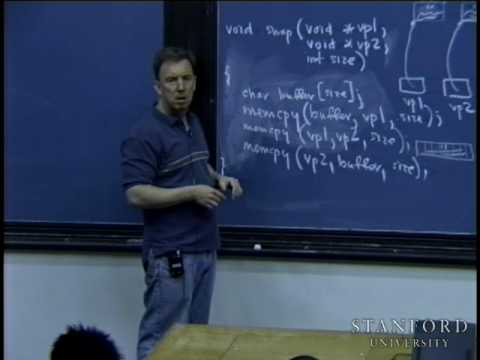 void swap (void *vp1,
void *vp2,
int size)
{
char buffer[size];
memcpy(buffer, vp1, size);
memcpy(vp1, vp2, size);
memcpy(vp2, buffer, size);
}
vp1
vp2
STANFORD
UNIVERSITY